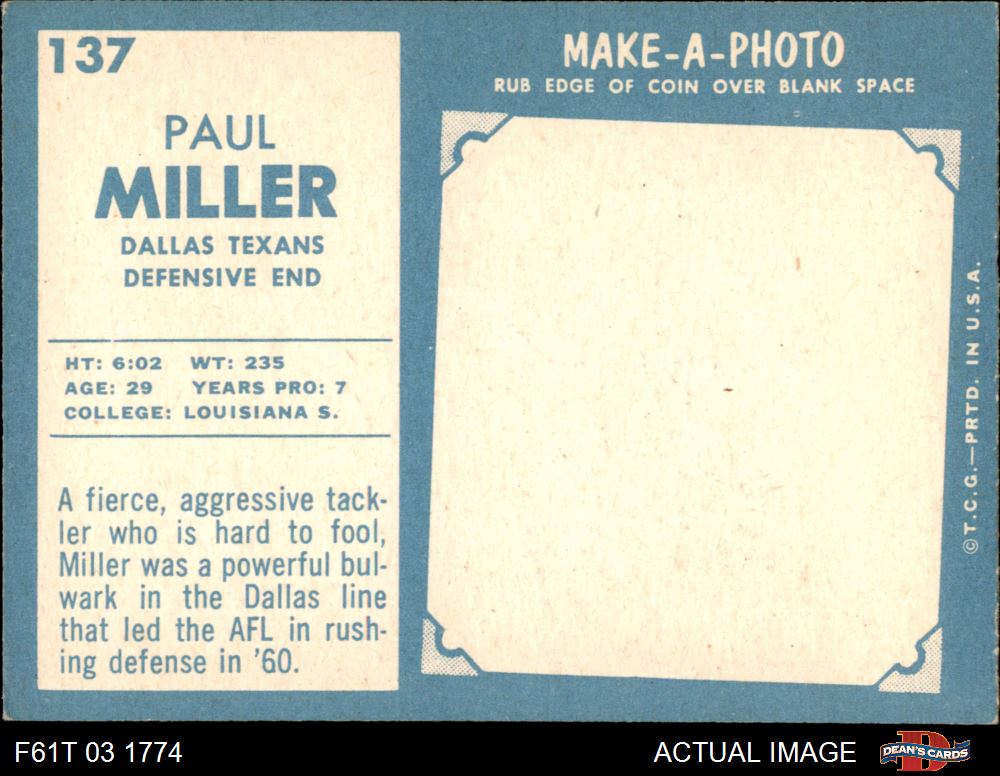 137
PAUL
MILLER
DALLAS TEXANS
DEFENSIVE END
HT: 6:02 WT: 235
AGE: 29 YEARS PRO: 7
COLLEGE: LOUISIANA S.
A fierce, aggressive tack-
ler who is hard to fool,
Miller was a powerful bul-
wark in the Dallas line
that led the AFL in rush-
ing defense in '60.
MAKE-A-PHOTO
RUB EDGE OF COIN OVER BLANK SPACE
©T.C.G.—PRTD. IN U.S.A.
F61T 03 1774
ACTUAL IMAGE
D
DEAN'S CARDS